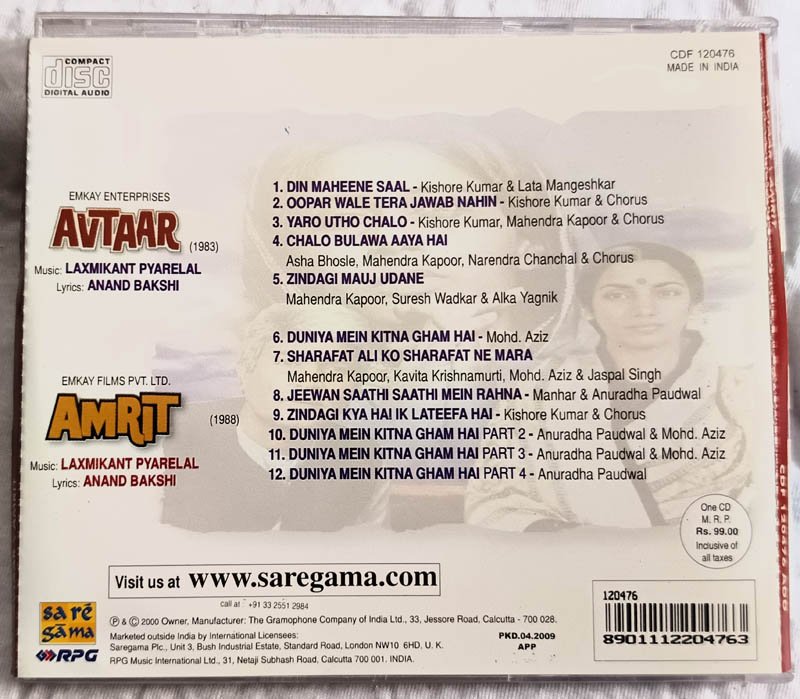 COMPACT
disc
DIGITAL AUDIO
CDF 120476
MADE IN INDIA
EMKAY ENTERPRISES
AVTAAR (1983)
Music: LAXMIKANT PYARELAL
Lyrics: ANAND BAKSHI
1. DIN MAHEENE SAAL - Kishore Kumar & Lata Mangeshkar
2. OOPAR WALE TERA JAWAB NAHIN - Kishore Kumar & Chorus
3. YARO UTHO CHALO - Kishore Kumar, Mahendra Kapoor & Chorus
4. CHALO BULAWA AAYA HAI
Asha Bhosle, Mahendra Kapoor, Narendra Chanchal & Chorus
5. ZINDAGI MAUJ UDANE
Mahendra Kapoor, Suresh Wadkar & Alka Yagnik
EMKAY FILMS PVT. LTD.
AMRIT (1988)
Music: LAXMIKANT PYARELAL
Lyrics: ANAND BAKSHI
6. DUNIYA MEIN KITNA GHAM HAI - Mohd. Aziz
7. SHARAFAT ALI KO SHARAFAT NE MARA
Mahendra Kapoor, Kavita Krishnamurti, Mohd. Aziz & Jaspal Singh
8. JEEWAN SAATHI SAATHI MEIN RAHNA - Manhar & Anuradha Paudwal
9. ZINDAGI KYA HAI IK LATEEFA HAI - Kishore Kumar & Chorus
10. DUNIYA MEIN KITNA GHAM HAI PART 2 - Anuradha Paudwal & Mohd. Aziz
11. DUNIYA MEIN KITNA GHAM HAI PART 3 - Anuradha Paudwal & Mohd. Aziz
12. DUNIYA MEIN KITNA GHAM HAI PART 4 - Anuradha Paudwal
One CD
M. R. P.
Rs. 99.00
Inclusive of
all taxes
Visit us at www.saregama.com
call at : +91 33 2551 2984
sa rē
gāma
RPG
℗ & © 2000 Owner, Manufacturer: The Gramophone Company of India Ltd., 33, Jessore Road, Calcutta - 700 028.
Marketed outside India by International Licensees:
Saregama Plc., Unit 3, Bush Industrial Estate, Standard Road, London NW10 6HD, U. K.
RPG Music International Ltd., 31, Netaji Subhash Road, Calcutta 700 001. INDIA.
PKD.04.2009
APP
120476
8901112204763
CDF 120476 ADD